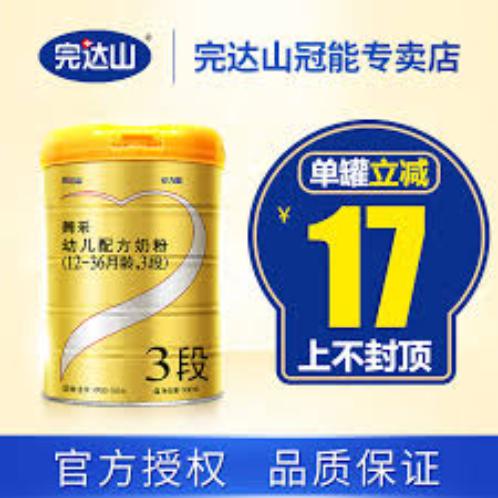 完达山
完达山冠能专卖店
单罐立减
¥17
上不封顶
幼儿配方奶粉
(12-36月龄,3段)
3段
官方授权 品质保证